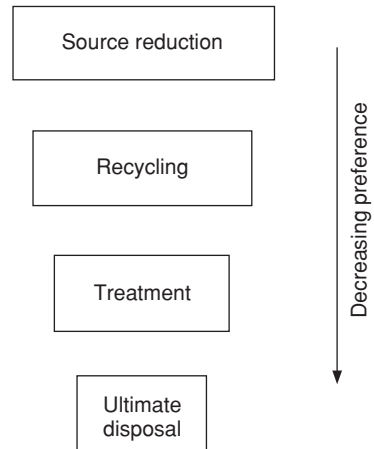 Source reduction
Recycling
Treatment
Ultimate
disposal
Decreasing preference